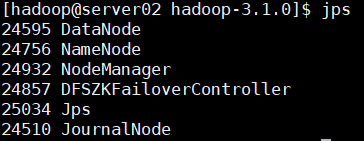 [hadoop@server02 hadoop-3.1.0]$ jps
24595 DataNode
24756 NameNode
24932 NodeManager
24857 DFSZKFailoverController
25034 Jps
24510 JournalNode